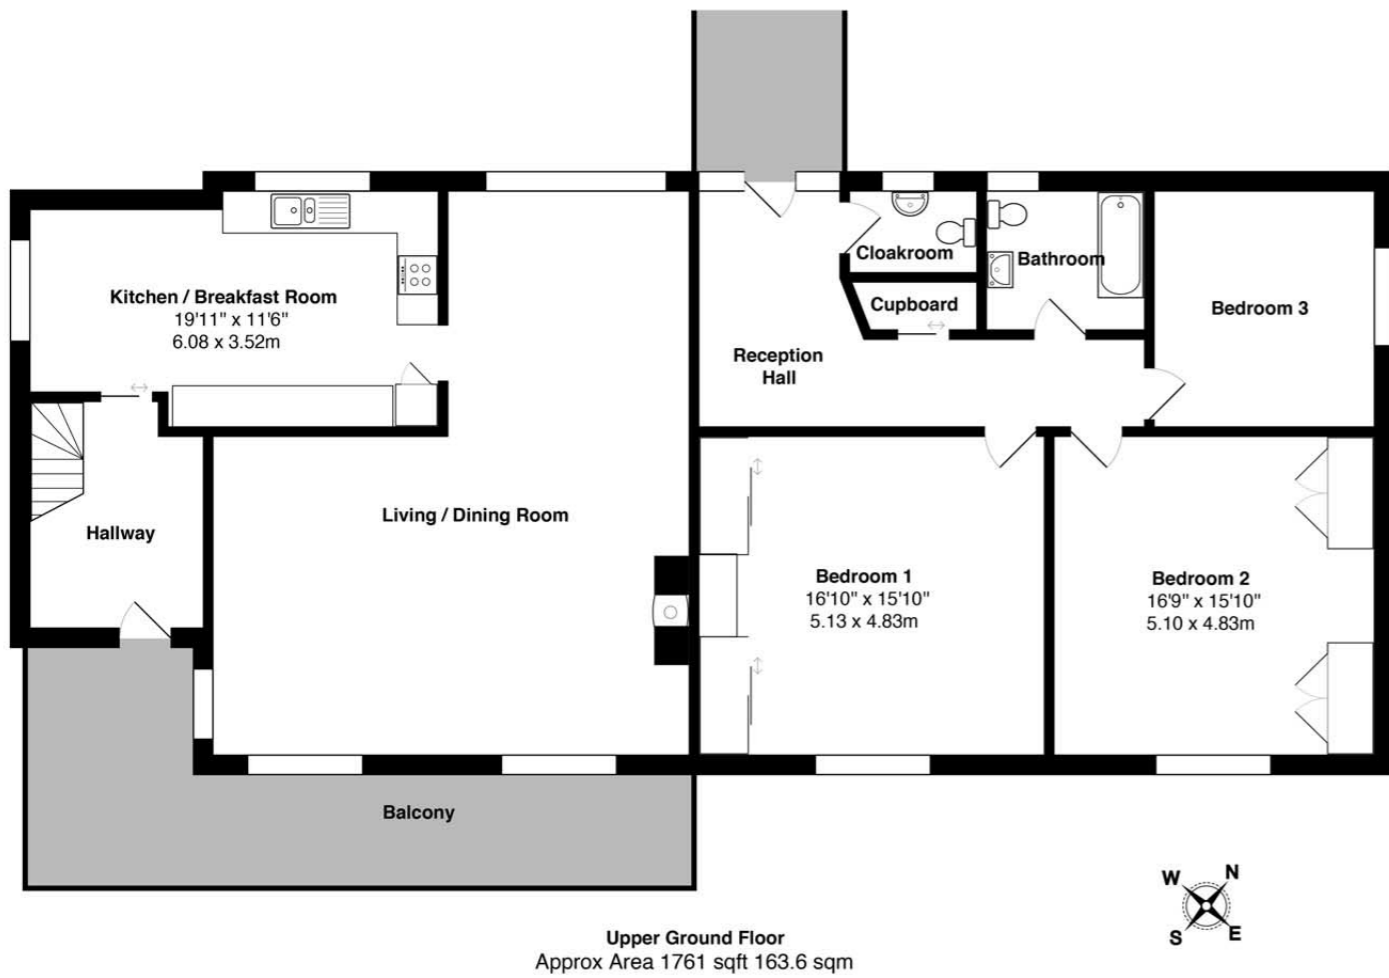 Cloakroom
Bathroom
Kitchen / Breakfast Room
19'11" x 11'6"
6.08 x 3.52m
Cupboard
Bedroom 3
Reception
Hall
Living / Dining Room
Hallway
Bedroom 1
16'10" x 15'10"
5.13 x 4.83m
Bedroom 2
16'9" x 15'10"
5.10 x 4.83m
Balcony
W N
S E
Upper Ground Floor
Approx Area 1761 sqft 163.6 sqm